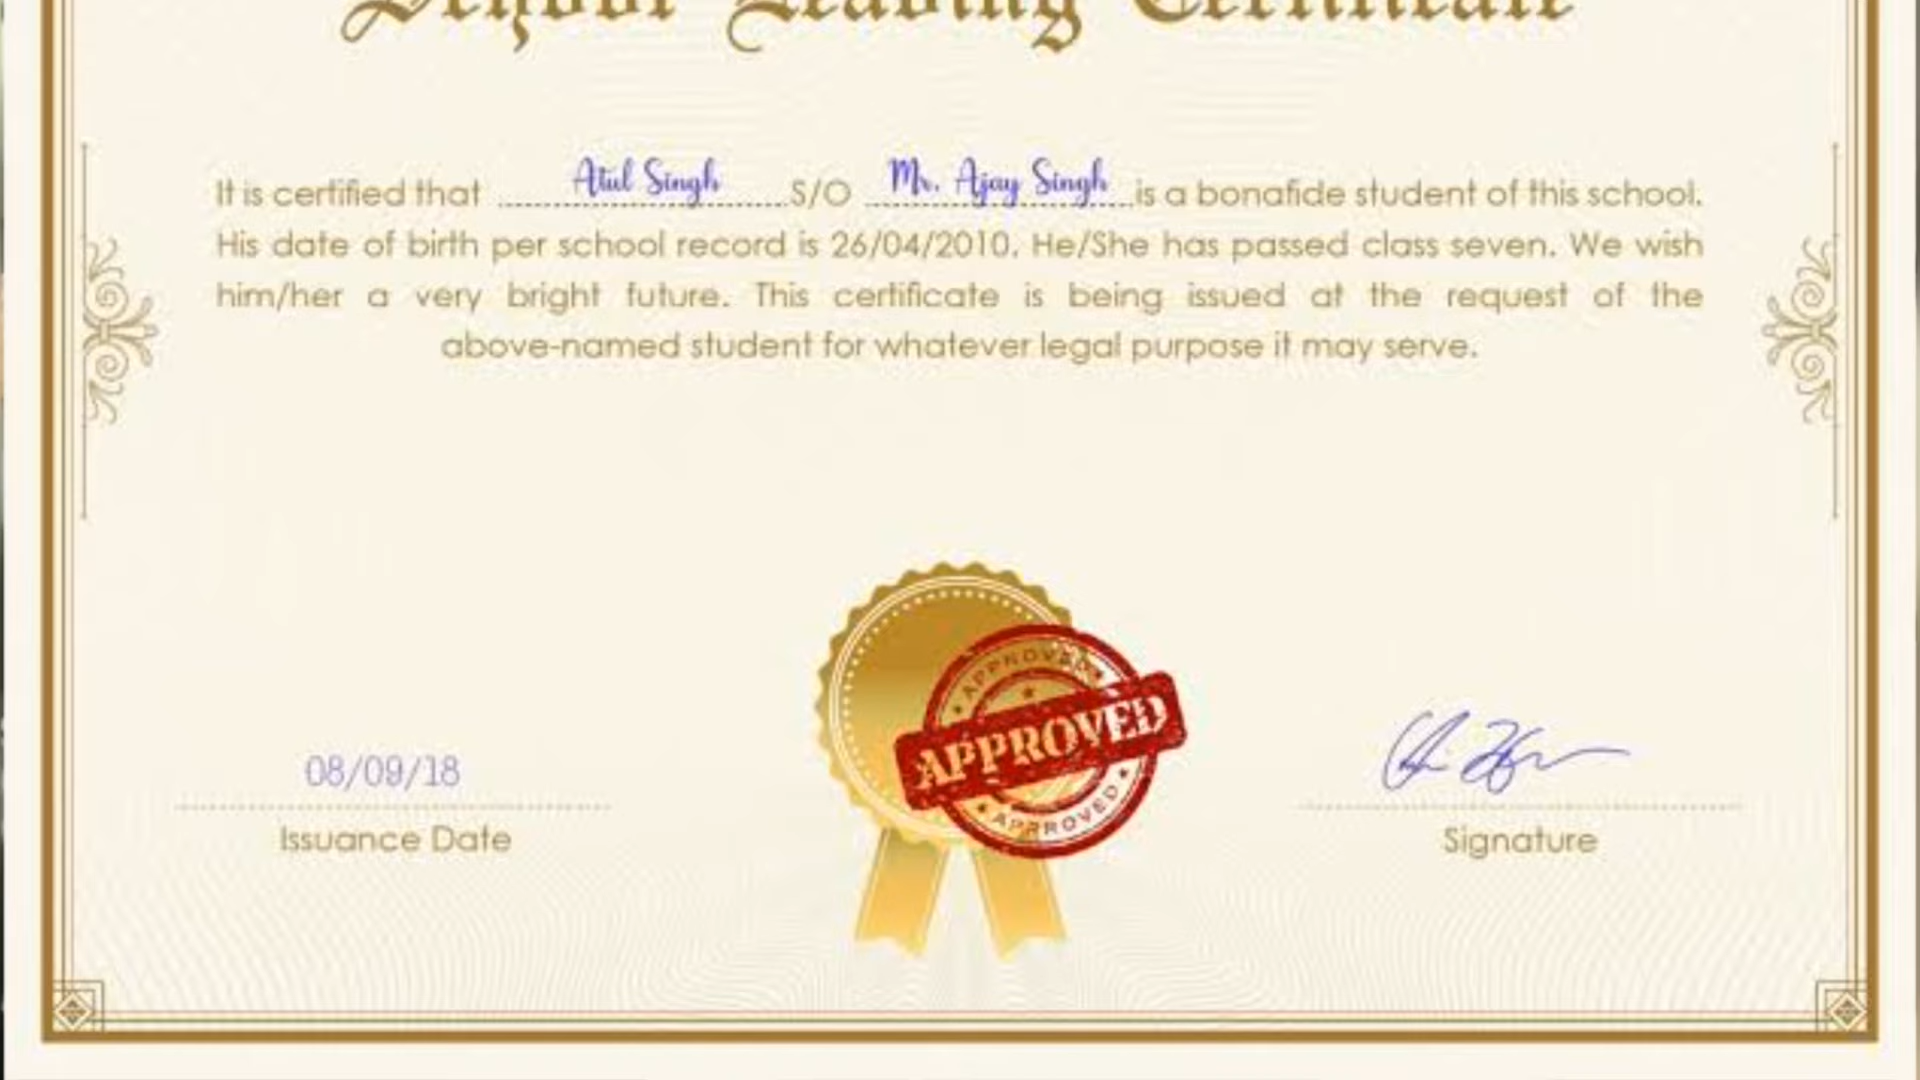 School Leaving Certificate
It is certified that Atul Singh S/O Mr. Ajay Singh is a bonafide student of this school.
His date of birth per school record is 26/04/2010. He/She has passed class seven. We wish
him/her a very bright future. This certificate is being issued at the request of the
above-named student for whatever legal purpose it may serve.
APPROVED
APPROVED
APPROVED
08/09/18
Issuance Date
Signature